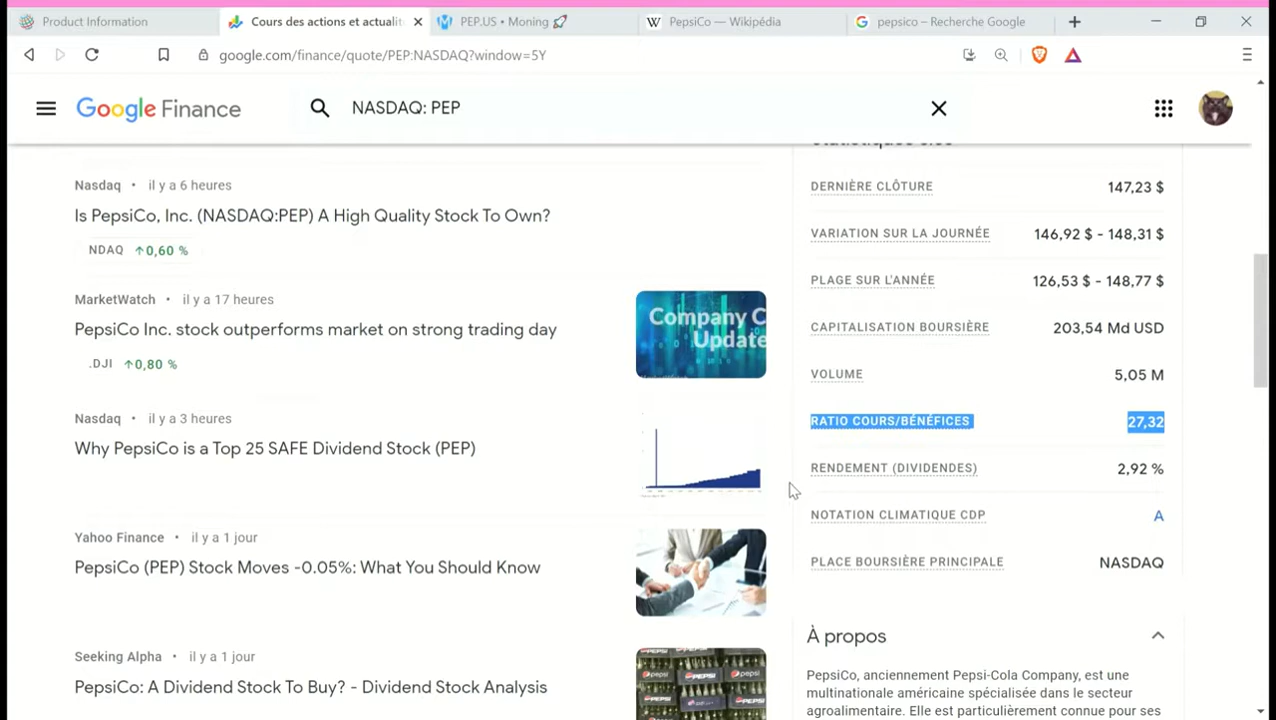 Product Information
Cours des actions et actualit
PEP.US • Moning 🚀
PepsiCo — Wikipédia
pepsico – Recherche Google
google.com/finance/quote/PEP:NASDAQ?window=5Y
Google Finance
NASDAQ: PEP
Nasdaq • il y a 6 heures
Is PepsiCo, Inc. (NASDAQ:PEP) A High Quality Stock To Own?
NDAQ ↑0,60 %
MarketWatch • il y a 17 heures
PepsiCo Inc. stock outperforms market on strong trading day
.DJI ↑0,80 %
Company C
Update
Nasdaq • il y a 3 heures
Why PepsiCo is a Top 25 SAFE Dividend Stock (PEP)
Yahoo Finance • il y a 1 jour
PepsiCo (PEP) Stock Moves -0.05%: What You Should Know
Seeking Alpha • il y a 1 jour
PepsiCo: A Dividend Stock To Buy? - Dividend Stock Analysis
pepsi
DERNIÈRE CLÔTURE 147,23 $
VARIATION SUR LA JOURNÉE 146,92 $ - 148,31 $
PLAGE SUR L'ANNÉE 126,53 $ - 148,77 $
CAPITALISATION BOURSIÈRE 203,54 Md USD
VOLUME 5,05 M
RATIO COURS/BÉNÉFICES 27,32
RENDEMENT (DIVIDENDES) 2,92 %
NOTATION CLIMATIQUE CDP A
PLACE BOURSIÈRE PRINCIPALE NASDAQ
À propos
PepsiCo, anciennement Pepsi-Cola Company, est une
multinationale américaine spécialisée dans le secteur
agroalimentaire. Elle est particulièrement connue pour ses